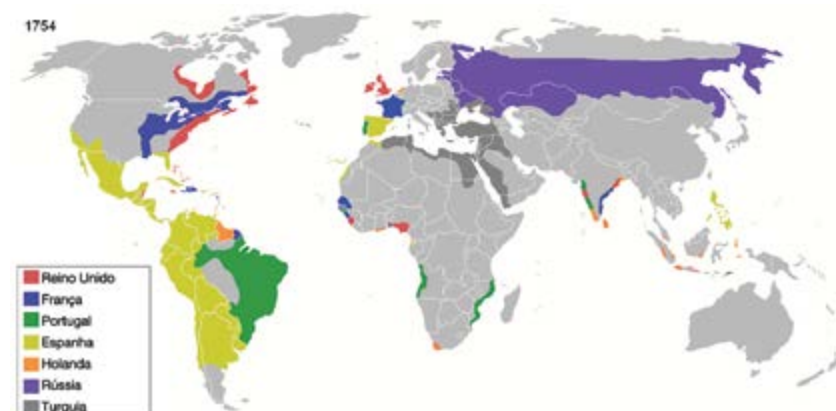 1754
Reino Unido
França
Portugal
Espanha
Holanda
Rússia
Turquia